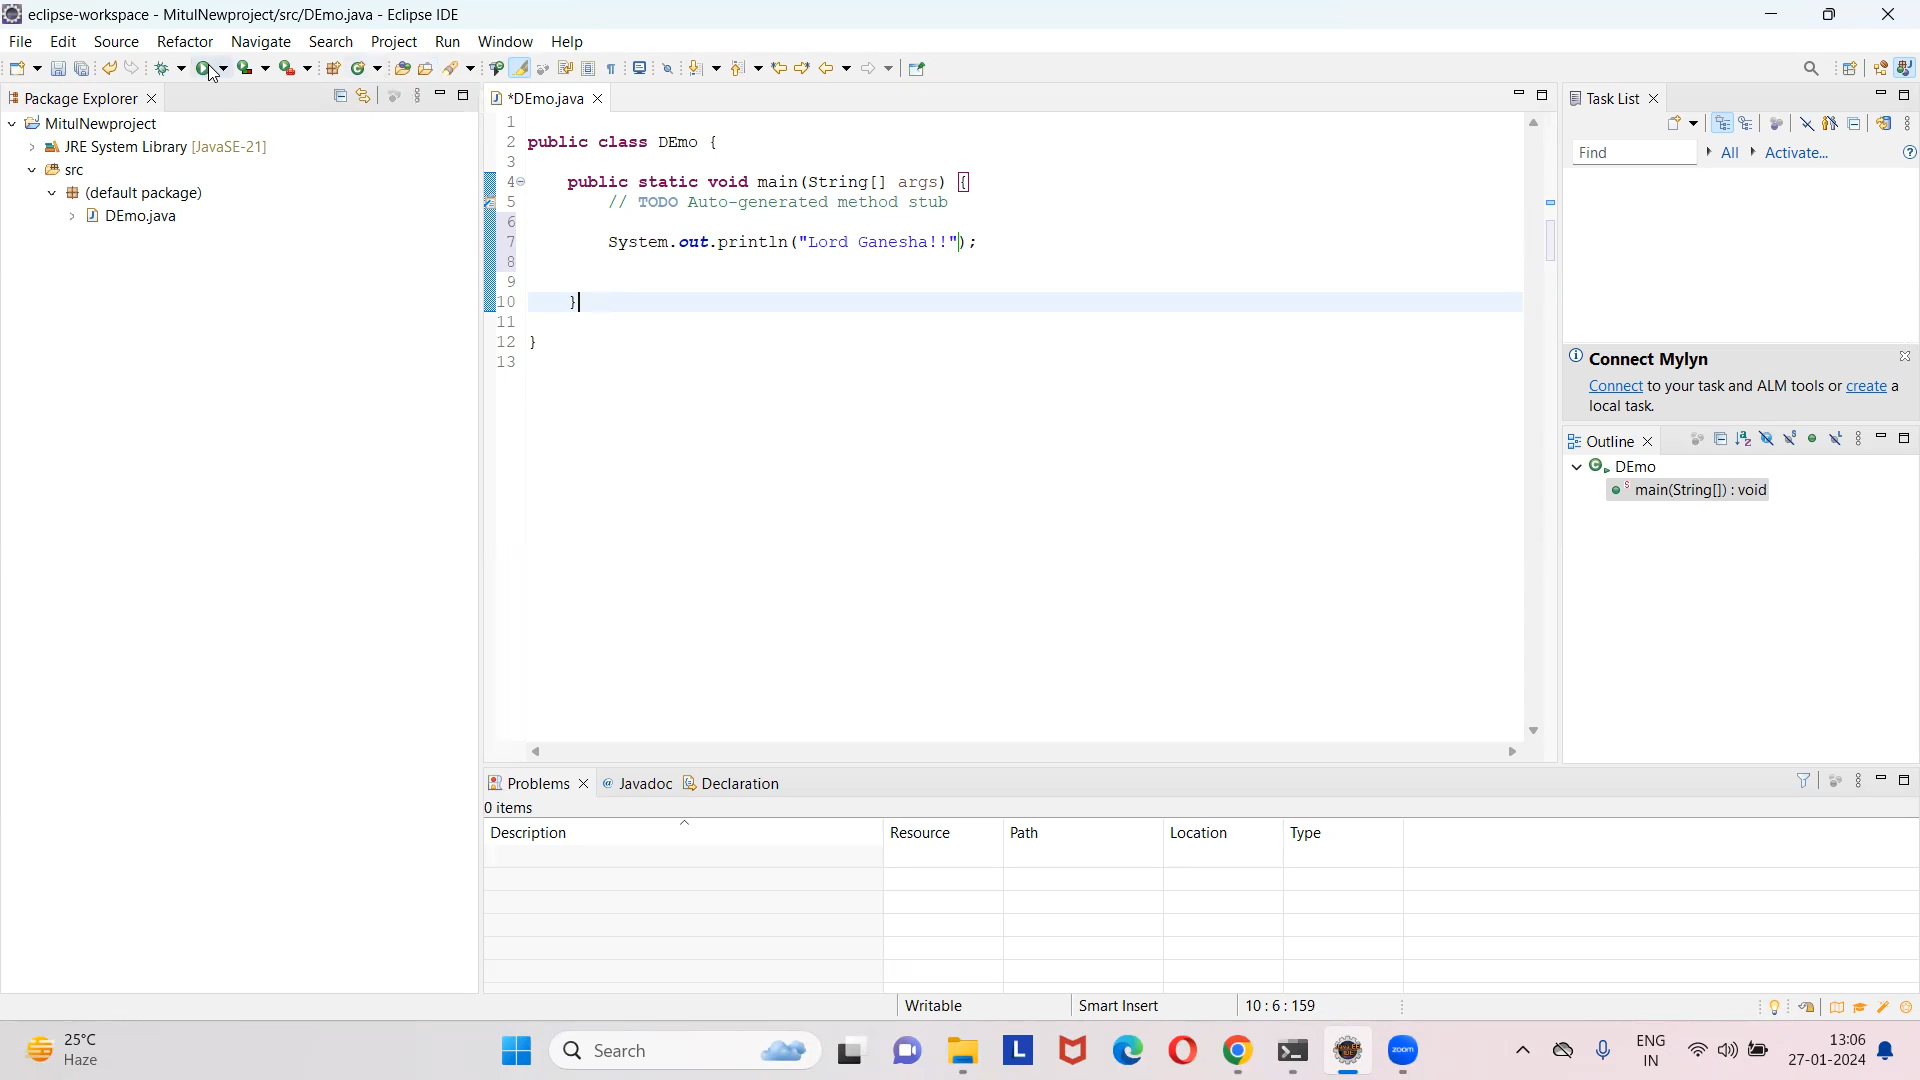 eclipse-workspace - MitulNewproject/src/DEmo.java - Eclipse IDE
File Edit Source Refactor Navigate Search Project Run Window Help
Package Explorer
MitulNewproject
JRE System Library [JavaSE-21]
src
(default package)
DEmo.java
*DEmo.java
1
2 public class DEmo {
3
4 public static void main(String[] args) {
5 // TODO Auto-generated method stub
6
7 System.out.println("Lord Ganesha!!");
8
9
10 }
11
12 }
13
Task List
Find All Activate...
Connect Mylyn
Connect to your task and ALM tools or create a
local task.
Outline
DEmo
main(String[]) : void
Problems @ Javadoc Declaration
0 items
Description Resource Path Location Type
Writable Smart Insert 10 : 6 : 159
25°C
Haze
Search
L
zoom
ENG
IN
13:06
27-01-2024